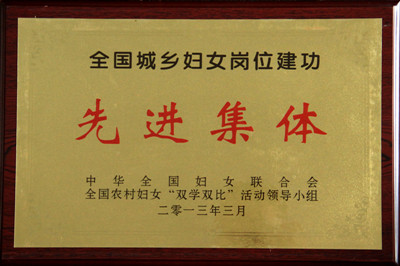 全国城乡妇女岗位建功
先进集体
中华全国妇女联合会
全国农村妇女“双学双比”活动领导小组
二零一三年三月